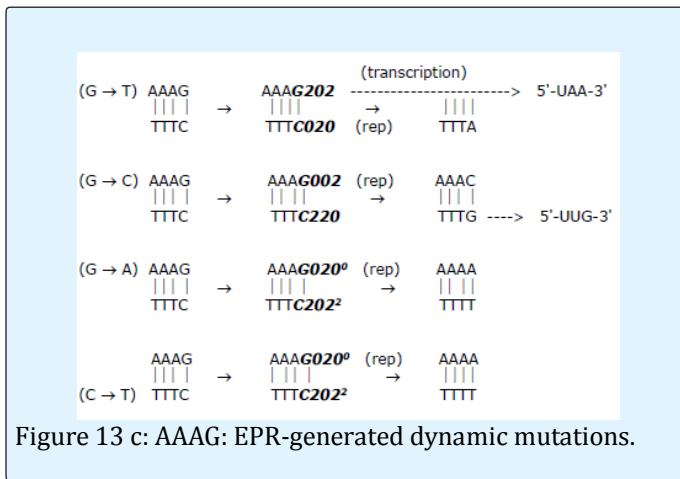 (transcription)
(G → T) AAAG AAAG202 -----------------------> 5'-UAA-3'
| | | | → | | | | → | | | |
TTTC TTTC020 (rep) TTTA
(G → C) AAAG AAAG002 (rep) AAAC
| | | | → | | | | → | | | |
TTTC TTTC220 TTTG ----> 5'-UUG-3'
(G → A) AAAG AAAG020⁰ (rep) AAAA
| | | | → | | | | → | | | |
TTTC TTTC202² TTTT
AAAG AAAG020⁰ (rep) AAAA
| | | | → | | | | → | | | |
(C → T) TTTC TTTC202² TTTT
Figure 13 c: AAAG: EPR-generated dynamic mutations.